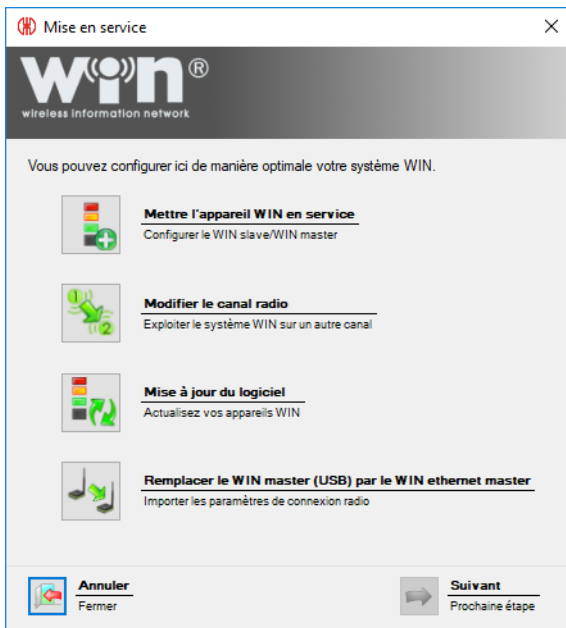 Mise en service
WIN®
wireless information network
Vous pouvez configurer ici de manière optimale votre système WIN.
Mettre l'appareil WIN en service
Configurer le WIN slave/WIN master
1
2
Modifier le canal radio
Exploiter le système WIN sur un autre canal
Mise à jour du logiciel
Actualisez vos appareils WIN
Remplacer le WIN master (USB) par le WIN ethernet master
Importer les paramètres de connexion radio
Annuler
Fermer
Suivant
Prochaine étape